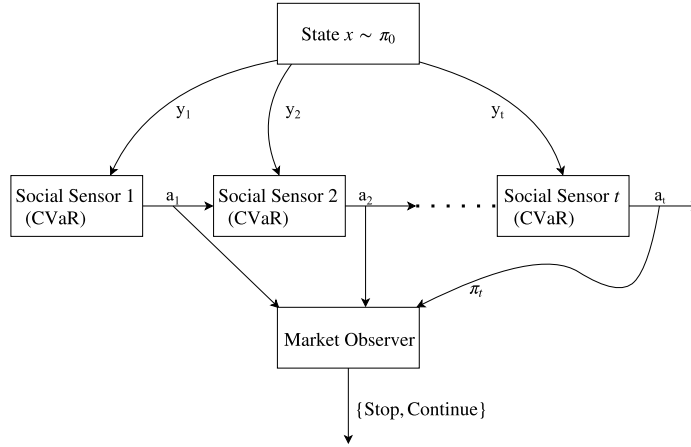 State x ∼ π₀
y₁
y₂
yₜ
Social Sensor 1
(CVaR)
a₁
Social Sensor 2
(CVaR)
a₂
Social Sensor t
(CVaR)
aₜ
πₜ
Market Observer
{Stop, Continue}